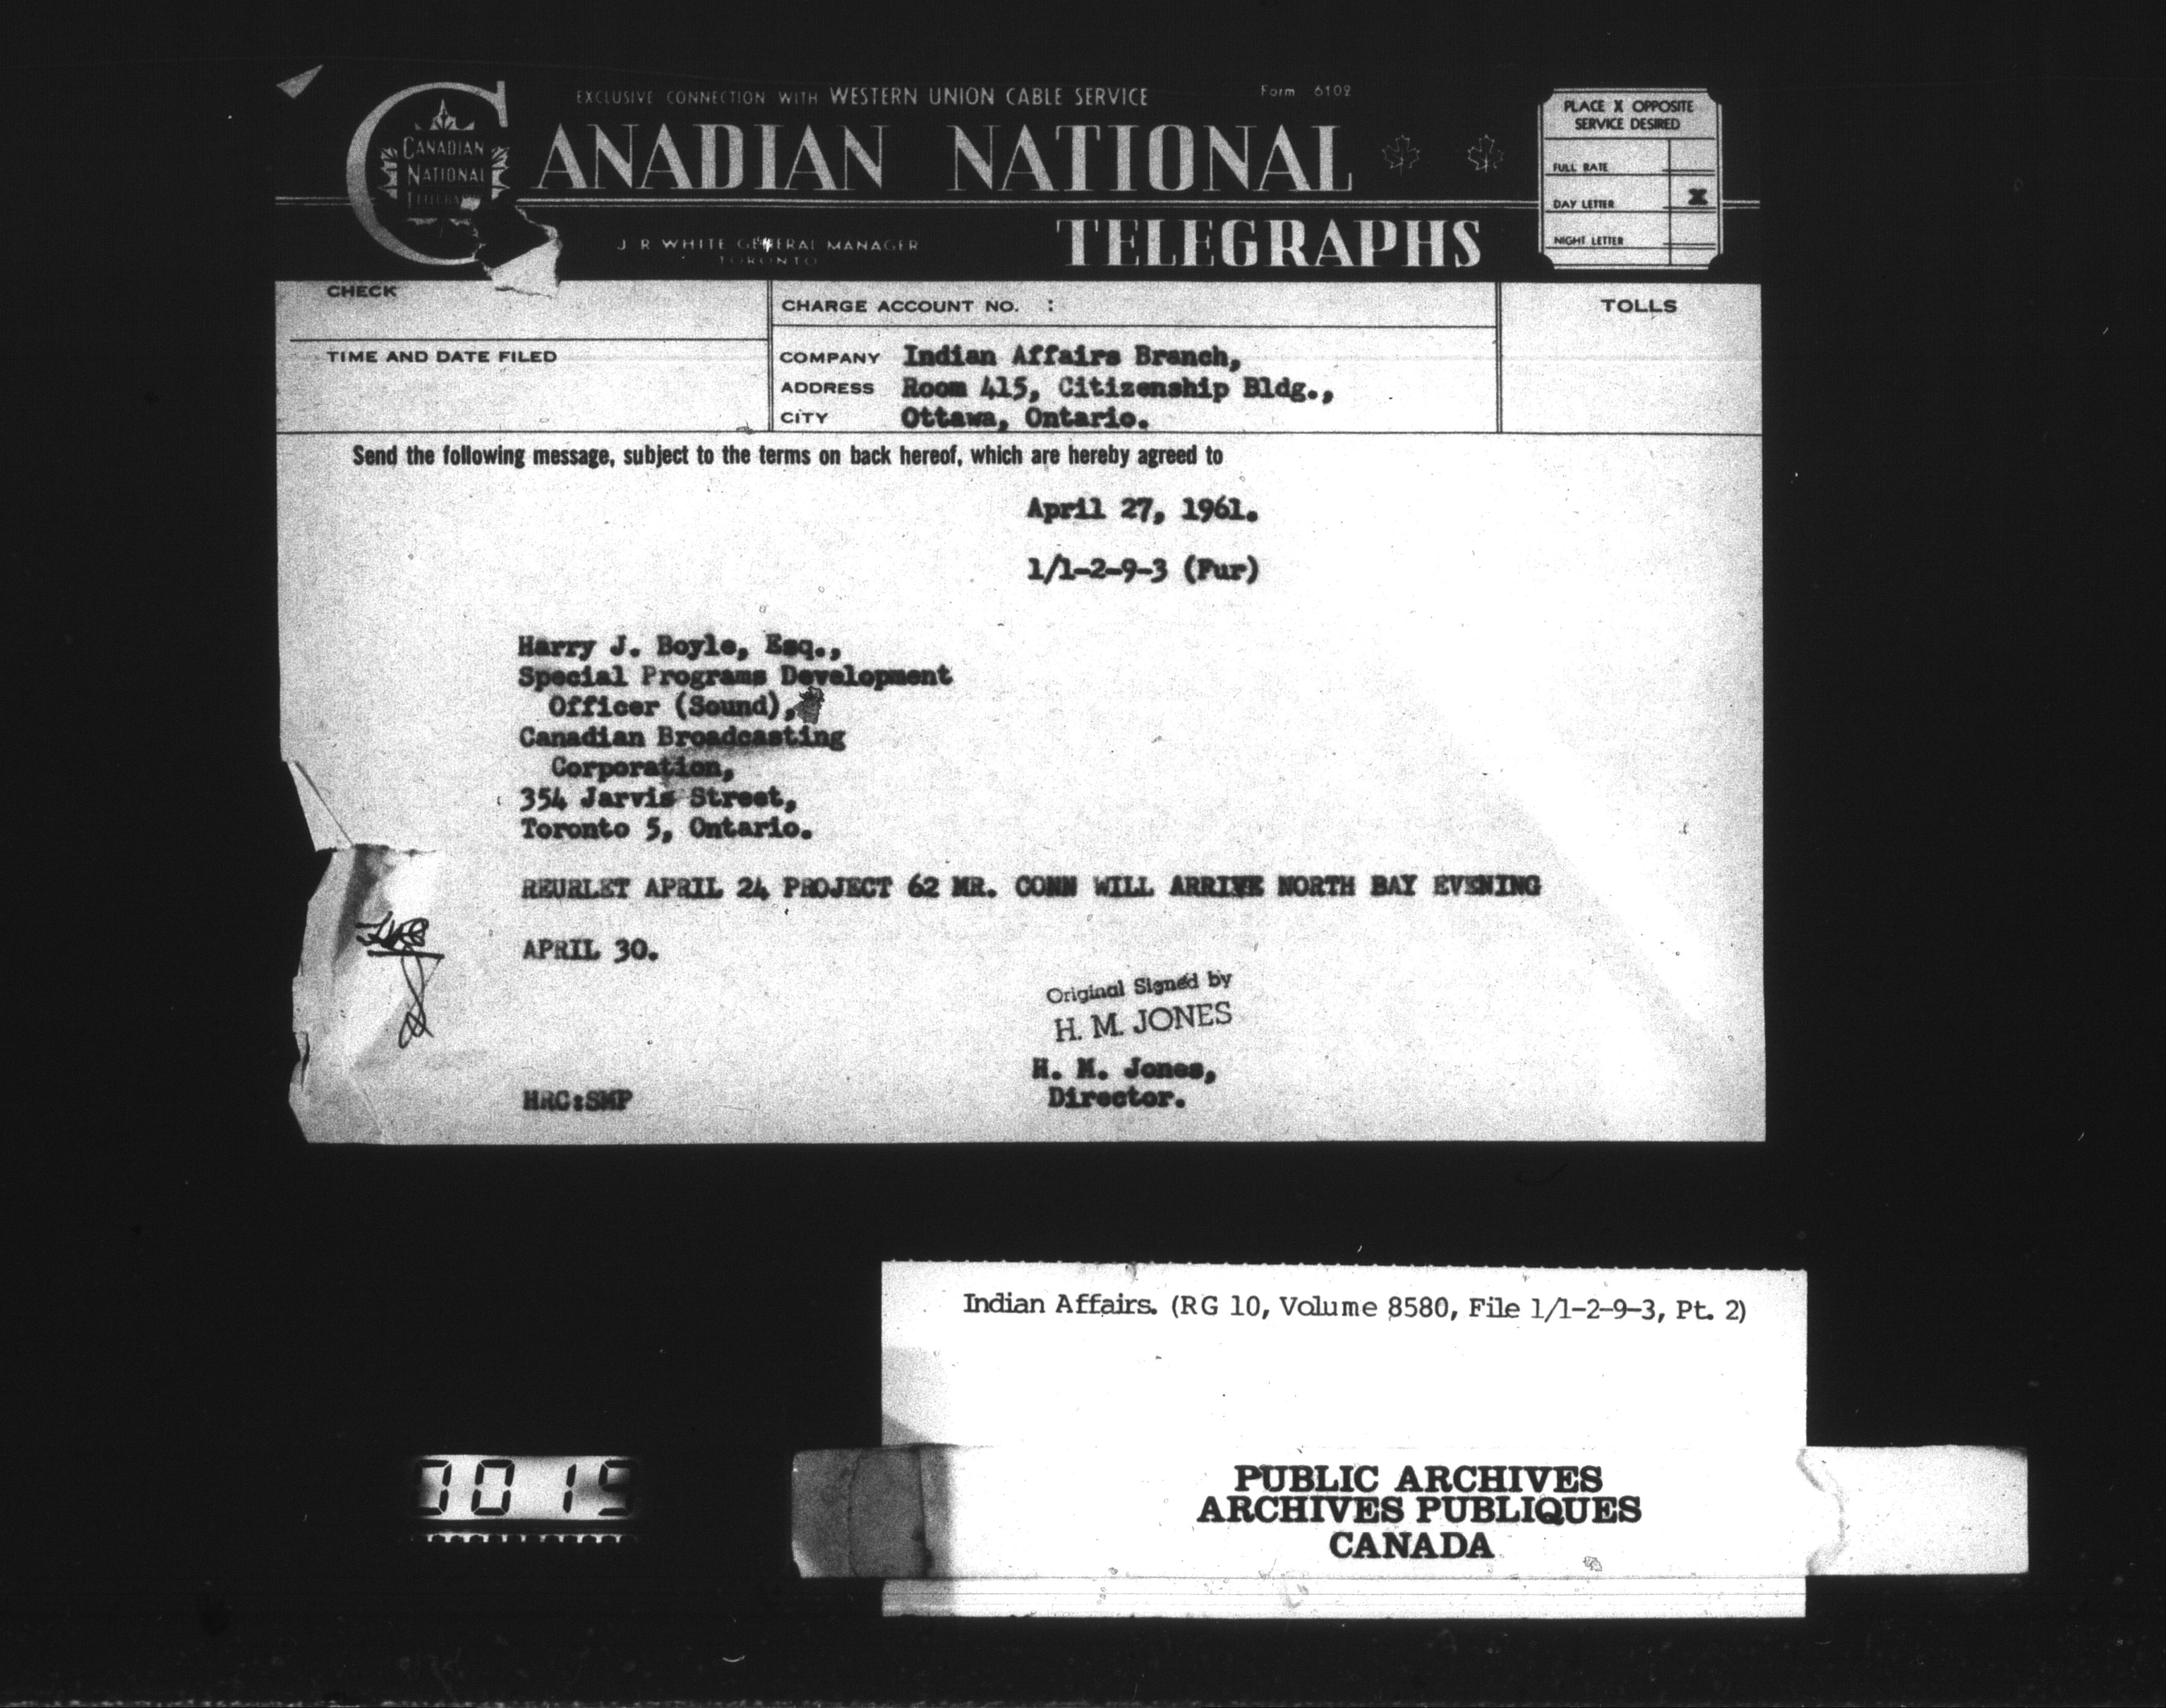 EXCLUSIVE CONNECTION WITH WESTERN UNION CABLE SERVICE
Form 6102
CANADIAN NATIONAL
TELEGRAPHS
CANADIAN
NATIONAL
J. R. WHITE GENERAL MANAGER
TORONTO
PLACE X OPPOSITE
SERVICE DESIRED
FULL RATE
DAY LETTER X
NIGHT LETTER
CHECK
TIME AND DATE FILED
CHARGE ACCOUNT NO. :
COMPANY Indian Affairs Branch,
ADDRESS Room 415, Citizenship Bldg.,
CITY Ottawa, Ontario.
TOLLS
Send the following message, subject to the terms on back hereof, which are hereby agreed to
April 27, 1961.
1/1-2-9-3 (Fur)
Harry J. Boyle, Esq.,
Special Programs Development
Officer (Sound),
Canadian Broadcasting
Corporation,
354 Jarvis Street,
Toronto 5, Ontario.
REURLET APRIL 24 PROJECT 62 MR. CONN WILL ARRIVE NORTH BAY EVENING
APRIL 30.
Original Signed by
H. M. JONES
H. M. Jones,
Director.
HRC:SMP
Indian Affairs. (RG 10, Volume 8580, File 1/1-2-9-3, Pt. 2)
PUBLIC ARCHIVES
ARCHIVES PUBLIQUES
CANADA
0015